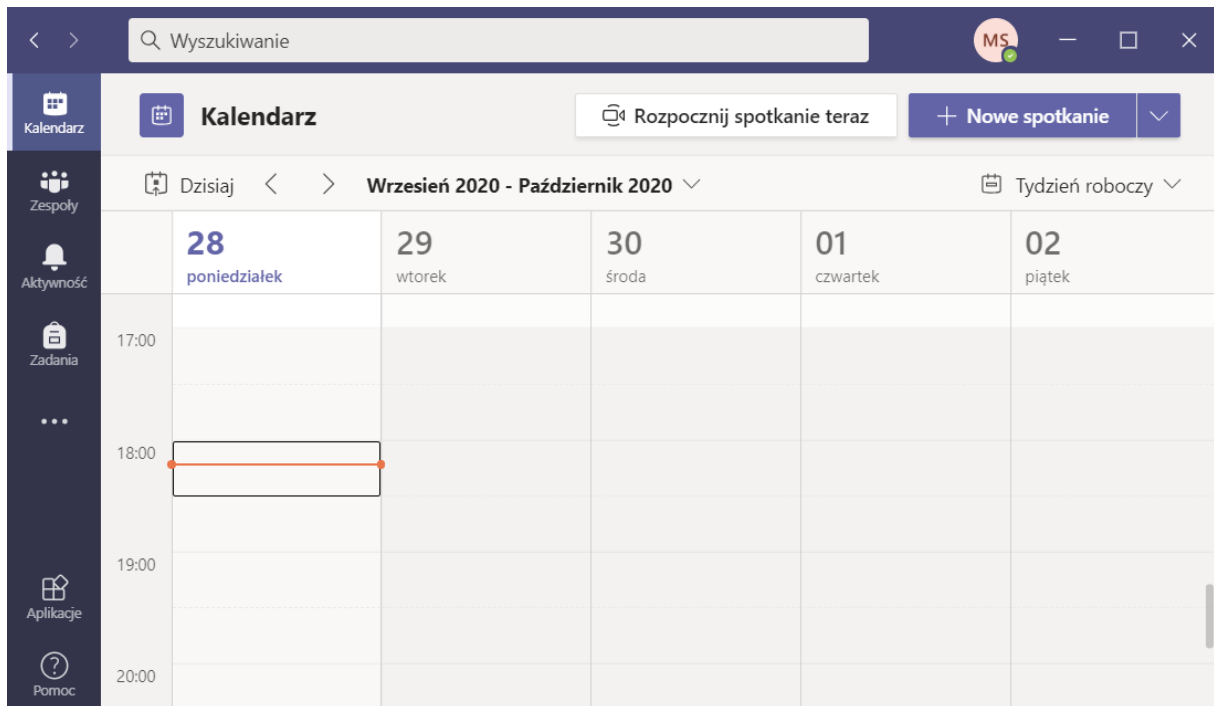 Wyszukiwanie
MS
Kalendarz
Zespoły
Aktywność
Zadania
Aplikacje
Pomoc
Kalendarz
Rozpocznij spotkanie teraz
Nowe spotkanie
Dzisiaj
Wrzesień 2020 - Październik 2020
Tydzień roboczy
28 poniedziałek
29 wtorek
30 środa
01 czwartek
02 piątek
17:00
18:00
19:00
20:00